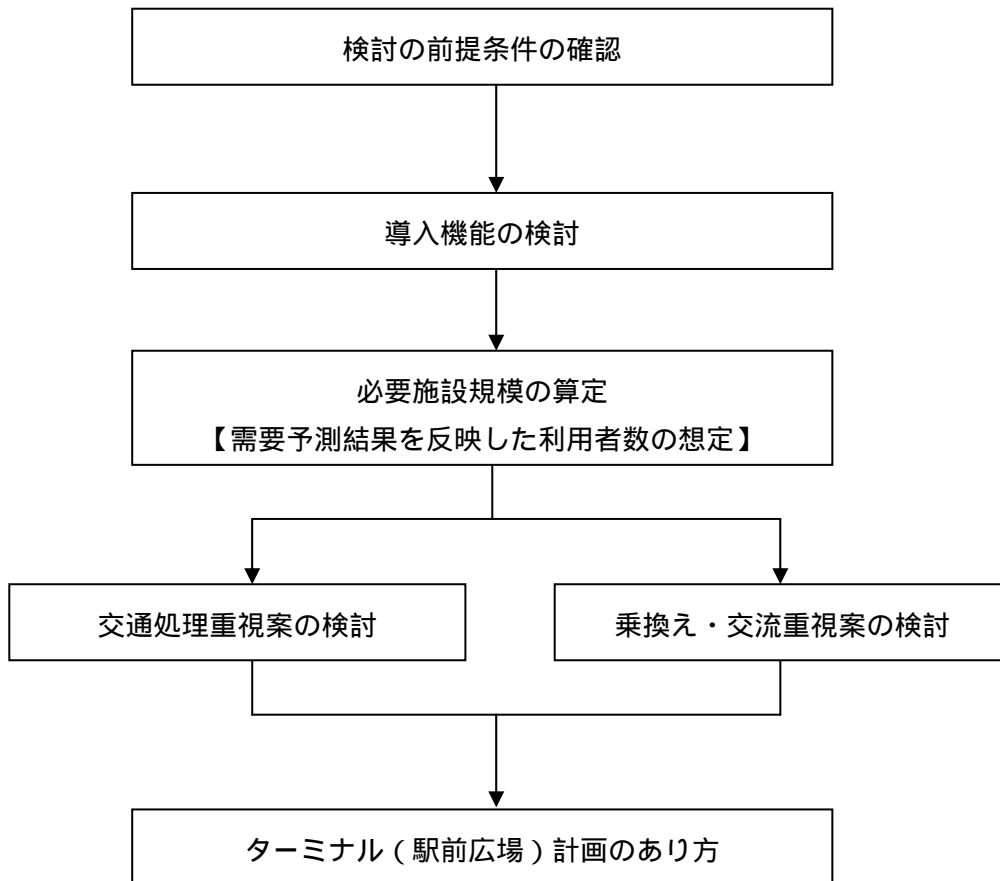 検討の前提条件の確認
導入機能の検討
必要施設規模の算定
【需要予測結果を反映した利用者数の想定】
交通処理重視案の検討
乗換え・交流重視案の検討
ターミナル（駅前広場）計画のあり方